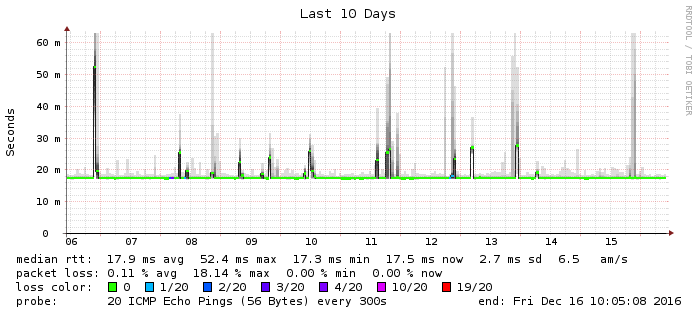 Last 10 Days
RRDTOOL / TOBI OETIKER
Seconds
60 m
50 m
40 m
30 m
20 m
10 m
0
06 07 08 09 10 11 12 13 14 15
median rtt: 17.9 ms avg 52.4 ms max 17.3 ms min 17.5 ms now 2.7 ms sd 6.5 am/s
packet loss: 0.11 % avg 18.14 % max 0.00 % min 0.00 % now
loss color: 0 1/20 2/20 3/20 4/20 10/20 19/20
probe: 20 ICMP Echo Pings (56 Bytes) every 300s end: Fri Dec 16 10:05:08 2016